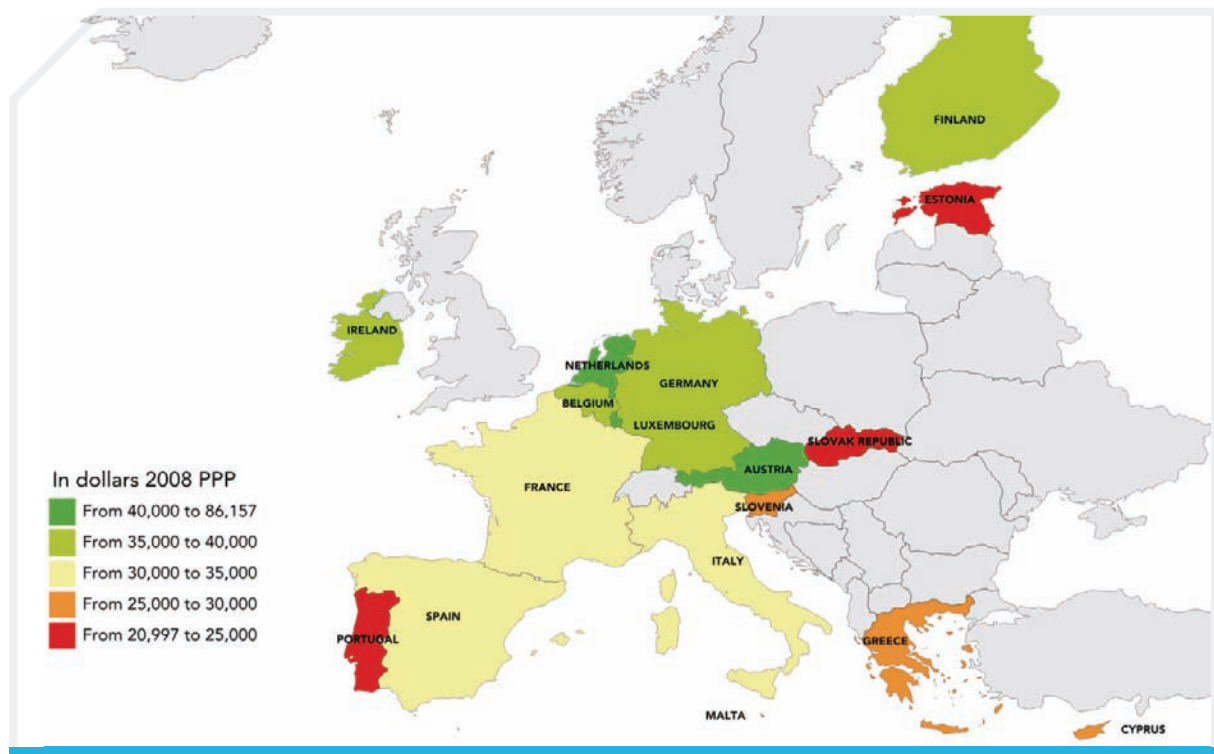 FINLAND
ESTONIA
IRELAND
NETHERLANDS
GERMANY
BELGIUM
LUXEMBOURG
SLOVAK REPUBLIC
AUSTRIA
FRANCE
SLOVENIA
ITALY
SPAIN
PORTUGAL
GREECE
MALTA
CYPRUS
In dollars 2008 PPP
From 40,000 to 86,157
From 35,000 to 40,000
From 30,000 to 35,000
From 25,000 to 30,000
From 20,997 to 25,000